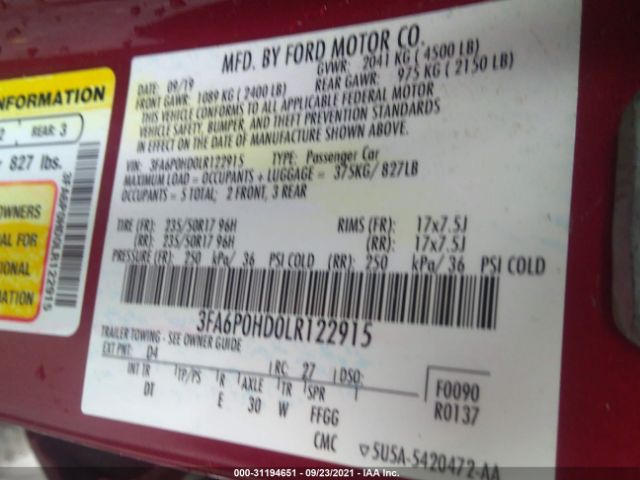 MFD. BY FORD MOTOR CO.
DATE: 09/19
GVWR: 2041 KG ( 4500 LB)
FRONT GAWR: 1089 KG ( 2400 LB)
REAR GAWR: 975 KG ( 2150 LB)
THIS VEHICLE CONFORMS TO ALL APPLICABLE FEDERAL MOTOR
VEHICLE SAFETY, BUMPER, AND THEFT PREVENTION STANDARDS
IN EFFECT ON THE DATE OF MANUFACTURE SHOWN ABOVE.
VIN: 3FA6P0HD0LR122915 TYPE: Passenger Car
MAXIMUM LOAD = OCCUPANTS + LUGGAGE = 375KG/ 827LB
OCCUPANTS = 5 TOTAL; 2 FRONT, 3 REAR
TIRE (FR): 235/50R17 96H RIMS (FR): 17x7.5J
(RR): 235/50R17 96H (RR): 17x7.5J
PRESSURE (FR): 250 kPa/ 36 PSI COLD (RR): 250 kPa/ 36 PSI COLD
3FA6P0HD0LR122915
TRAILER TOWING - SEE OWNER GUIDE
EXT PNT: D4 RC: 27 DSO:
INT TR TP/PS R AXLE TR SPR
DT E 30 W FFGG
CMC
F0090
R0137
5U5A-5420472-AA
INFORMATION
2 REAR: 3
827 lbs.
OWNERS
AL FOR
TIONAL
ION
3FA6P0HD0LR122915
000-31194651 - 09/23/2021 - IAA Inc.